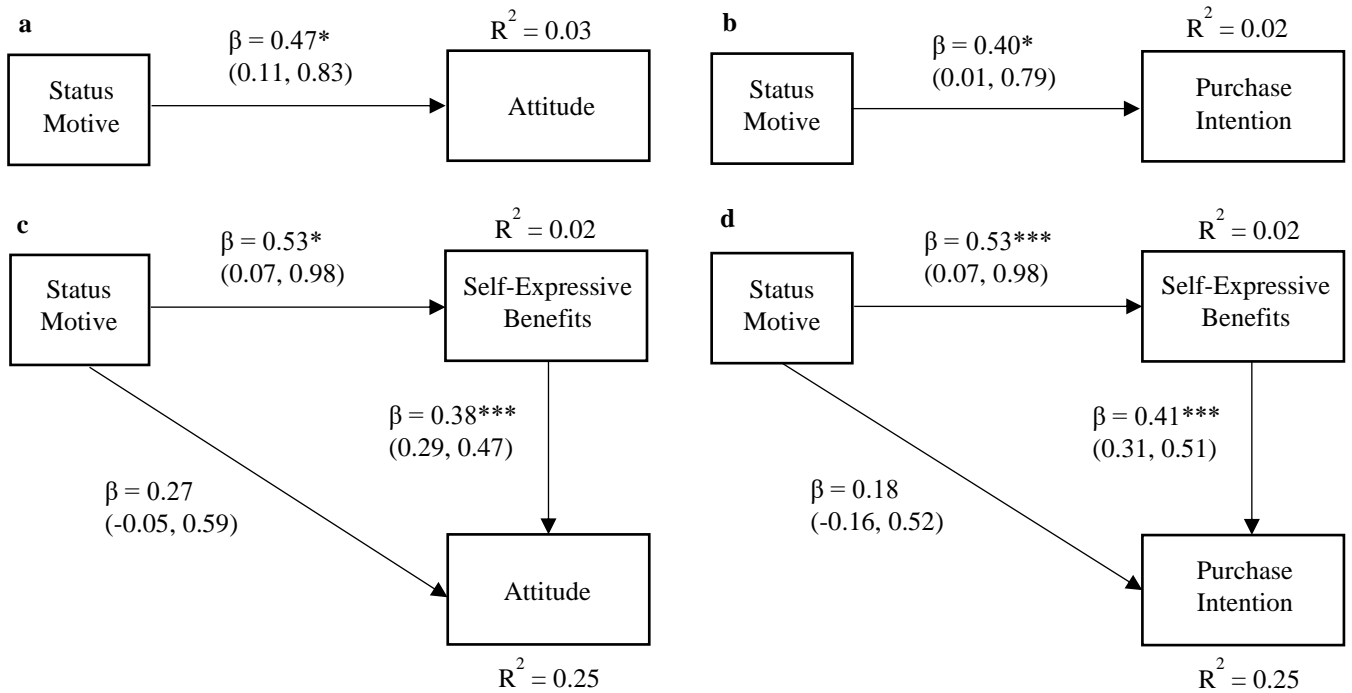 a
β = 0.47*
(0.11, 0.83)
R² = 0.03
Status
Motive
Attitude
b
β = 0.40*
(0.01, 0.79)
R² = 0.02
Status
Motive
Purchase
Intention
c
β = 0.53*
(0.07, 0.98)
R² = 0.02
Status
Motive
Self-Expressive
Benefits
β = 0.38***
(0.29, 0.47)
β = 0.27
(-0.05, 0.59)
Attitude
R² = 0.25
d
β = 0.53***
(0.07, 0.98)
R² = 0.02
Status
Motive
Self-Expressive
Benefits
β = 0.41***
(0.31, 0.51)
β = 0.18
(-0.16, 0.52)
Purchase
Intention
R² = 0.25